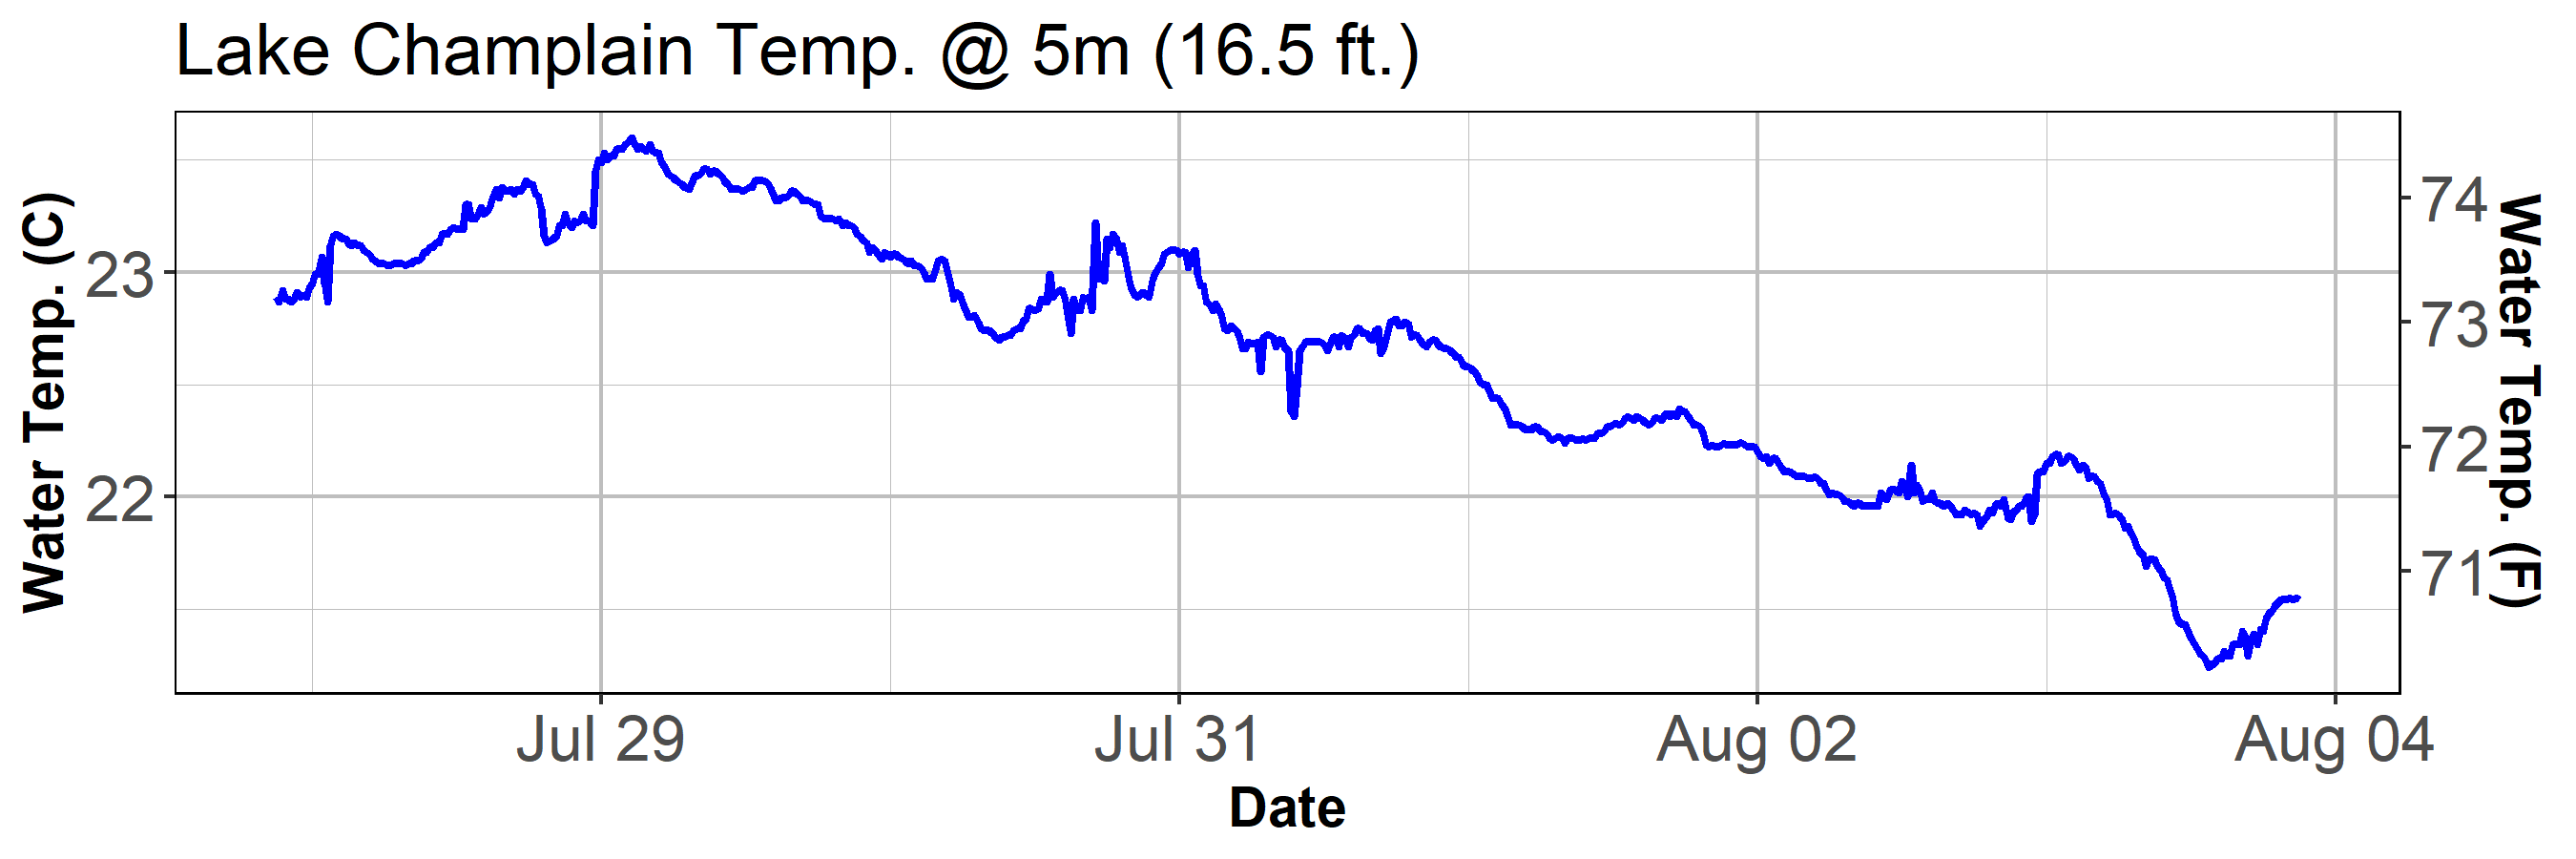 Lake Champlain Temp. @ 5m (16.5 ft.)
Water Temp. (C)
23
22
74
73
72
71
Water Temp. (F)
Jul 29 Jul 31 Aug 02 Aug 04
Date